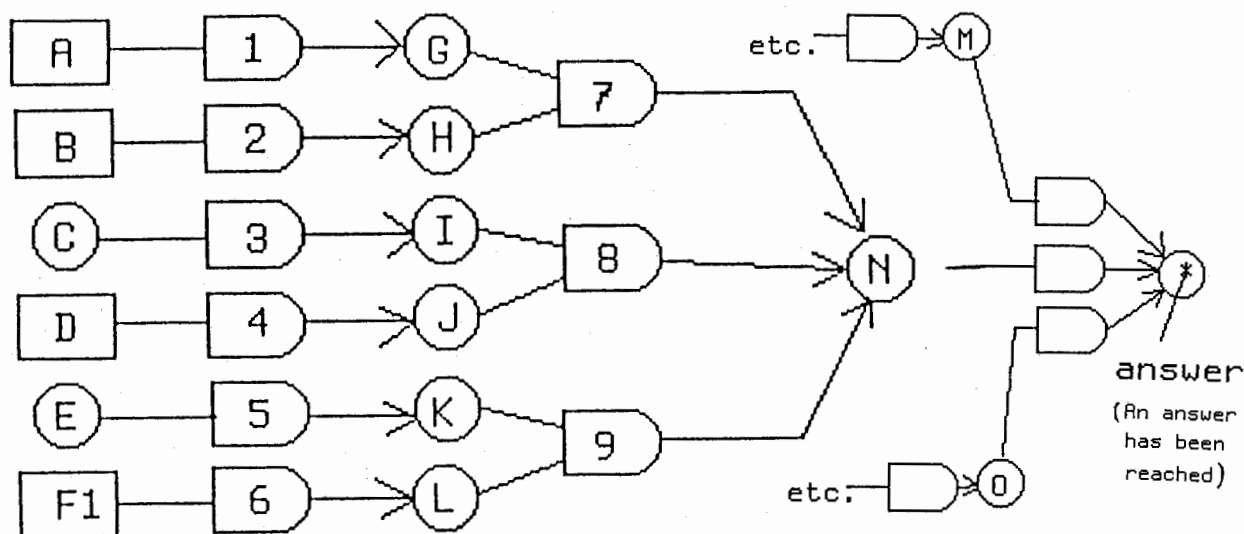 A 1 G
B 2 H
7
C 3 I
D 4 J
8
E 5 K
F1 6 L
9
N
etc. M
etc. O
*
answer
(An answer
has been
reached)